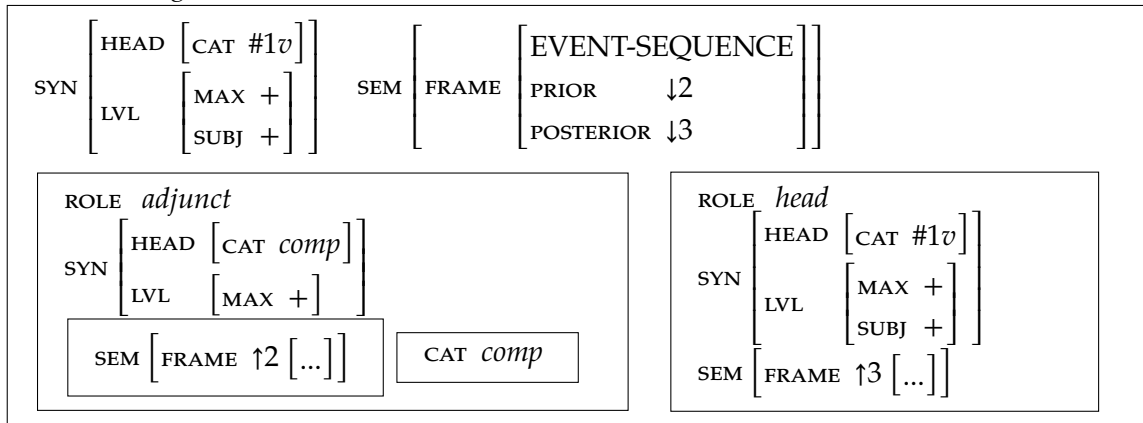 SYN [HEAD [CAT #1v] LVL [MAX + SUBJ +]] SEM [FRAME [EVENT-SEQUENCE PRIOR ↓2 POSTERIOR ↓3]]
ROLE adjunct
SYN [HEAD [CAT comp] LVL [MAX +]]
SEM [FRAME ↑2 [...]]
CAT comp
ROLE head
SYN [HEAD [CAT #1v] LVL [MAX + SUBJ +]]
SEM [FRAME ↑3 [...]]